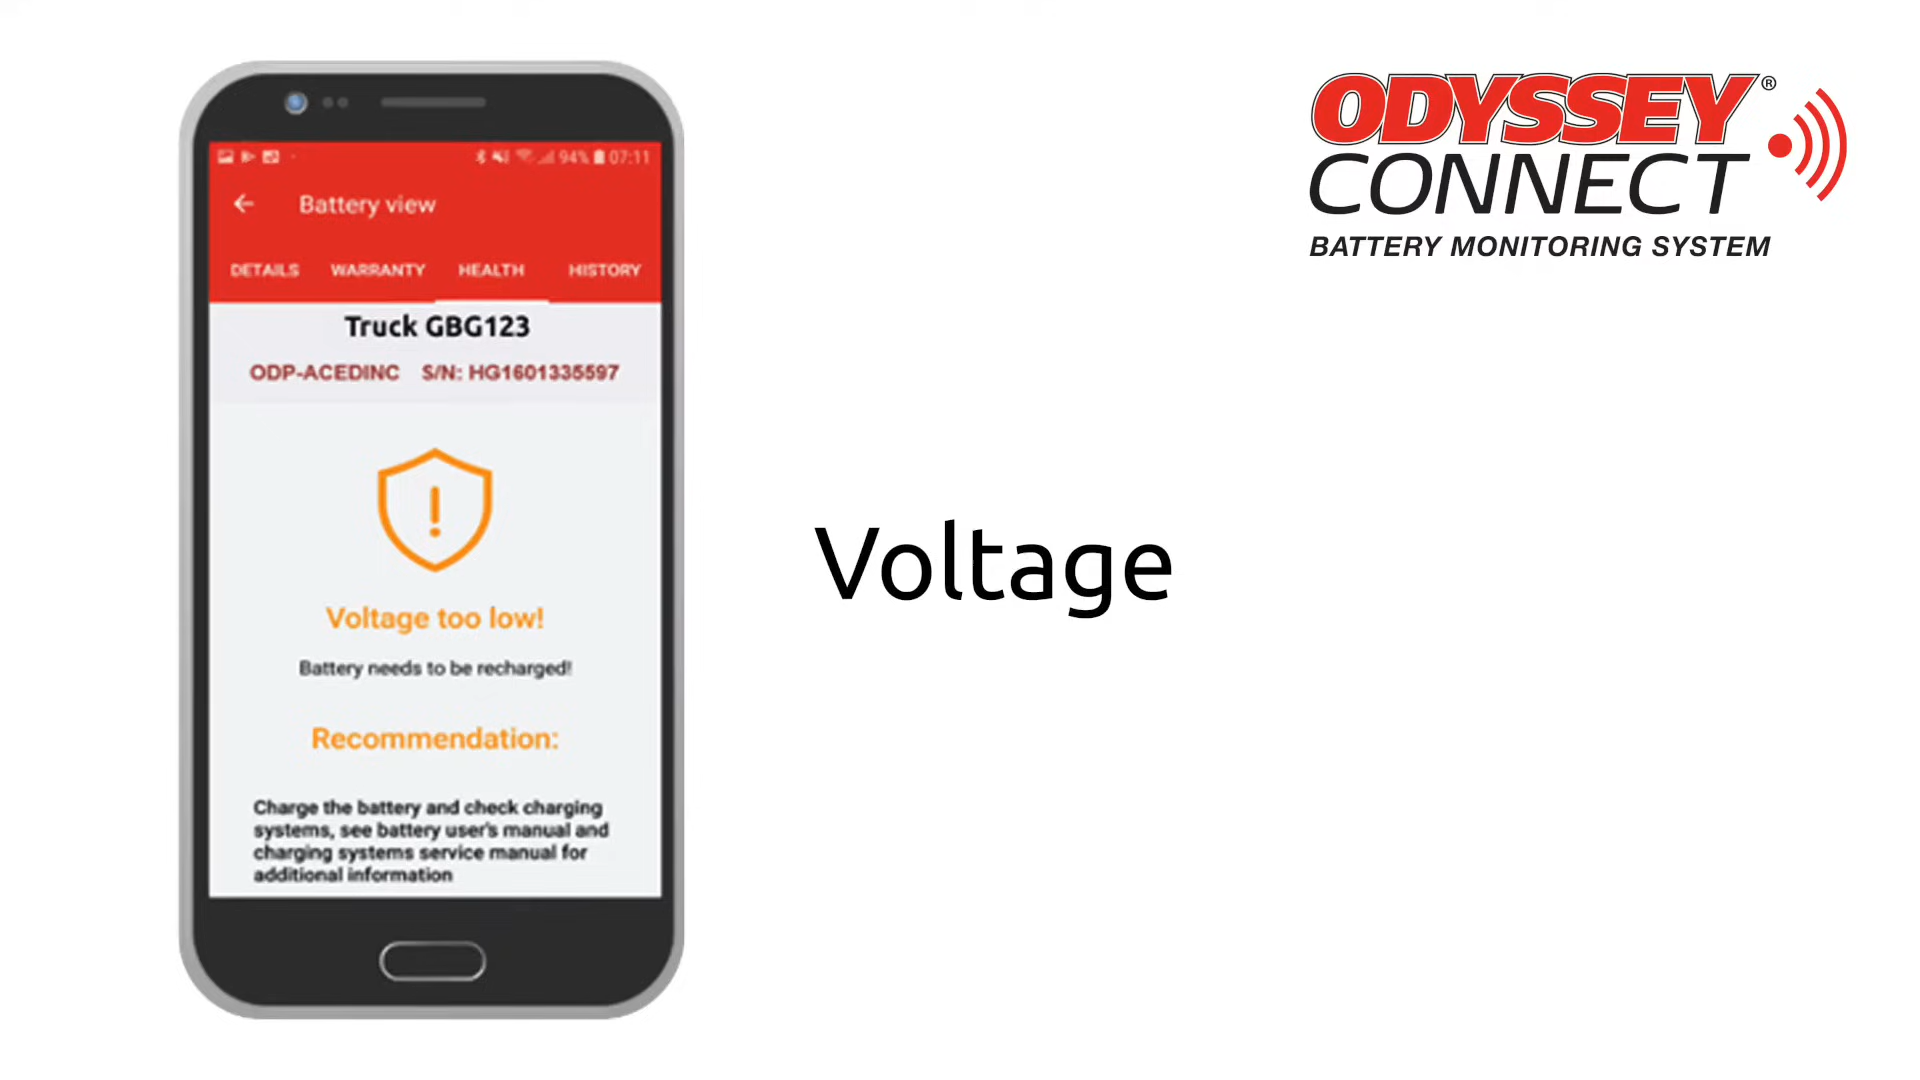 94% 07:11
Battery view
DETAILS WARRANTY HEALTH HISTORY
Truck GBG123
ODP-ACEDINC S/N: HG1601335597
!
Voltage too low!
Battery needs to be recharged!
Recommendation:
Charge the battery and check charging
systems, see battery user's manual and
charging systems service manual for
additional information
Voltage
ODYSSEY®
CONNECT
BATTERY MONITORING SYSTEM